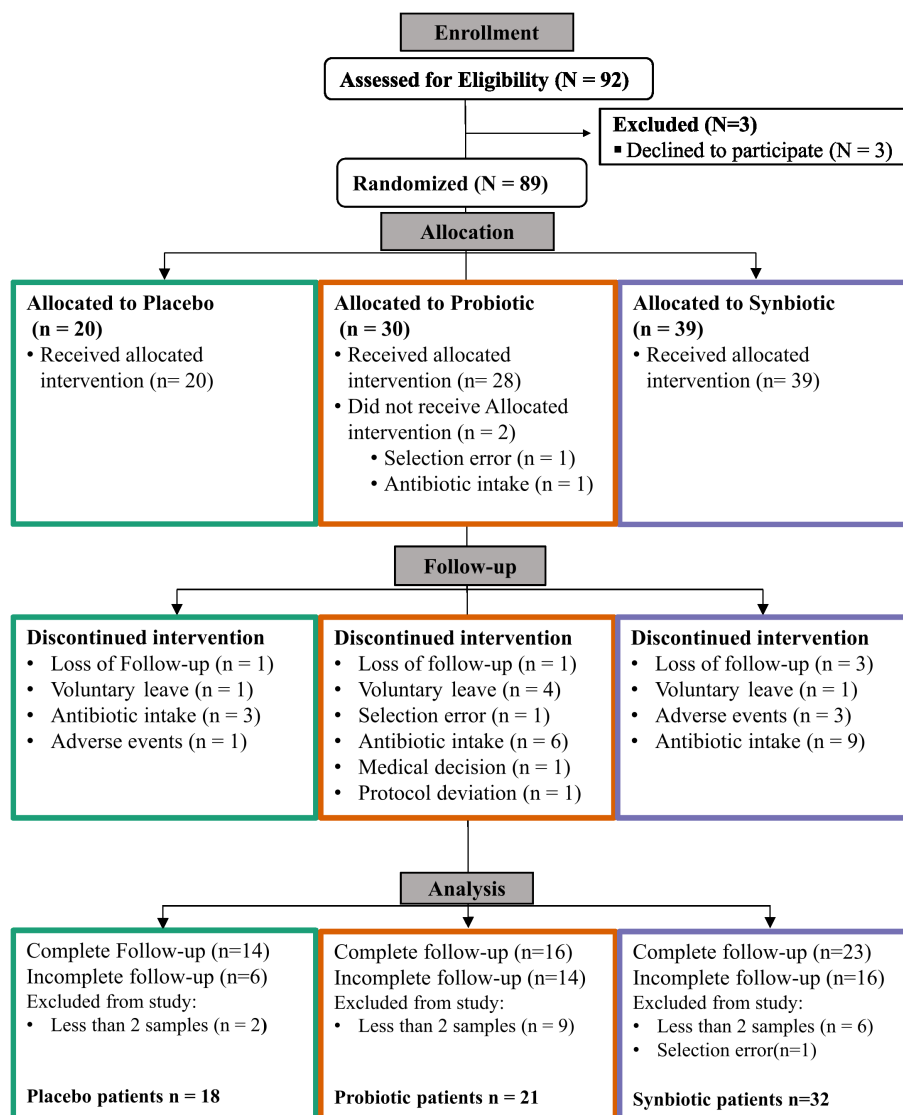 Enrollment
Assessed for Eligibility (N = 92)
Excluded (N=3)
▪ Declined to participate (N = 3)
Randomized (N = 89)
Allocation
Allocated to Placebo
(n = 20)
• Received allocated
intervention (n= 20)
Allocated to Probiotic
(n = 30)
• Received allocated
intervention (n= 28)
• Did not receive Allocated
intervention (n = 2)
• Selection error (n = 1)
• Antibiotic intake (n = 1)
Allocated to Synbiotic
(n = 39)
• Received allocated
intervention (n= 39)
Follow-up
Discontinued intervention
• Loss of Follow-up (n = 1)
• Voluntary leave (n = 1)
• Antibiotic intake (n = 3)
• Adverse events (n = 1)
Discontinued intervention
• Loss of follow-up (n = 1)
• Voluntary leave (n = 4)
• Selection error (n = 1)
• Antibiotic intake (n = 6)
• Medical decision (n = 1)
• Protocol deviation (n = 1)
Discontinued intervention
• Loss of follow-up (n = 3)
• Voluntary leave (n = 1)
• Adverse events (n = 3)
• Antibiotic intake (n = 9)
Analysis
Complete Follow-up (n=14)
Incomplete follow-up (n=6)
Excluded from study:
• Less than 2 samples (n = 2)
Placebo patients n = 18
Complete follow-up (n=16)
Incomplete follow-up (n=14)
Excluded from study:
• Less than 2 samples (n = 9)
Probiotic patients n = 21
Complete follow-up (n=23)
Incomplete follow-up (n=16)
Excluded from study:
• Less than 2 samples (n = 6)
• Selection error(n=1)
Synbiotic patients n=32